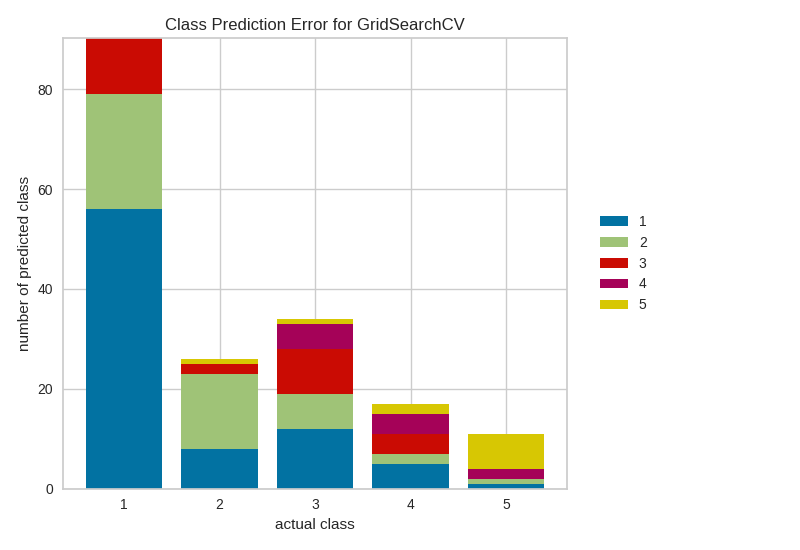 Class Prediction Error for GridSearchCV
number of predicted class
80
60
40
20
0
1 2 3 4 5
actual class
1
2
3
4
5